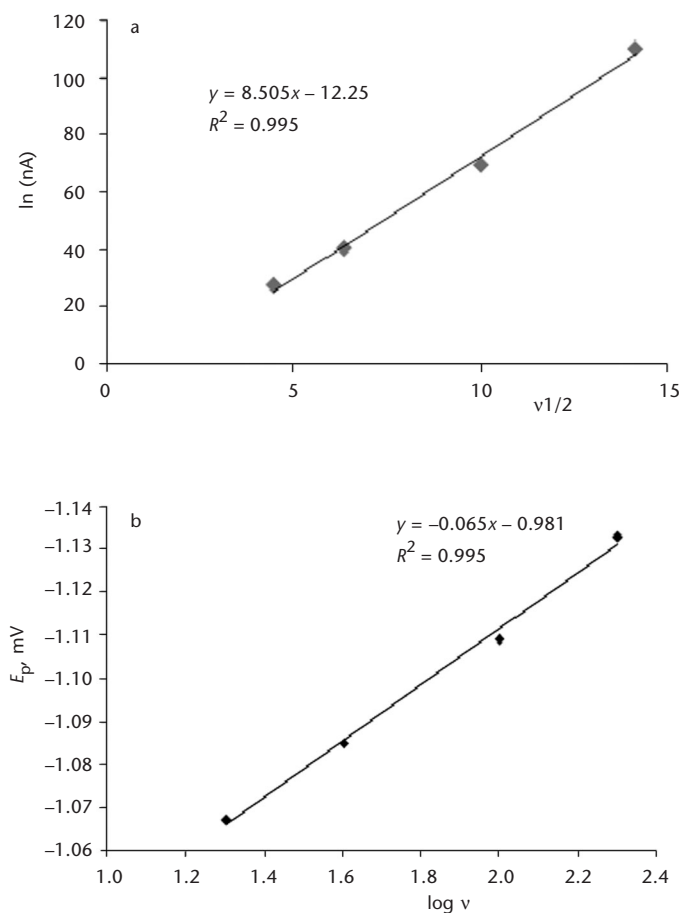 a
120
100
80
60
40
20
0
ln (nA)
y = 8.505x – 12.25
R² = 0.995
0 5 10 15
ν1/2
b
–1.14
–1.13
–1.12
–1.11
–1.10
–1.09
–1.08
–1.07
–1.06
Ep, mV
y = –0.065x – 0.981
R² = 0.995
1.0 1.2 1.4 1.6 1.8 2.0 2.2 2.4
log ν